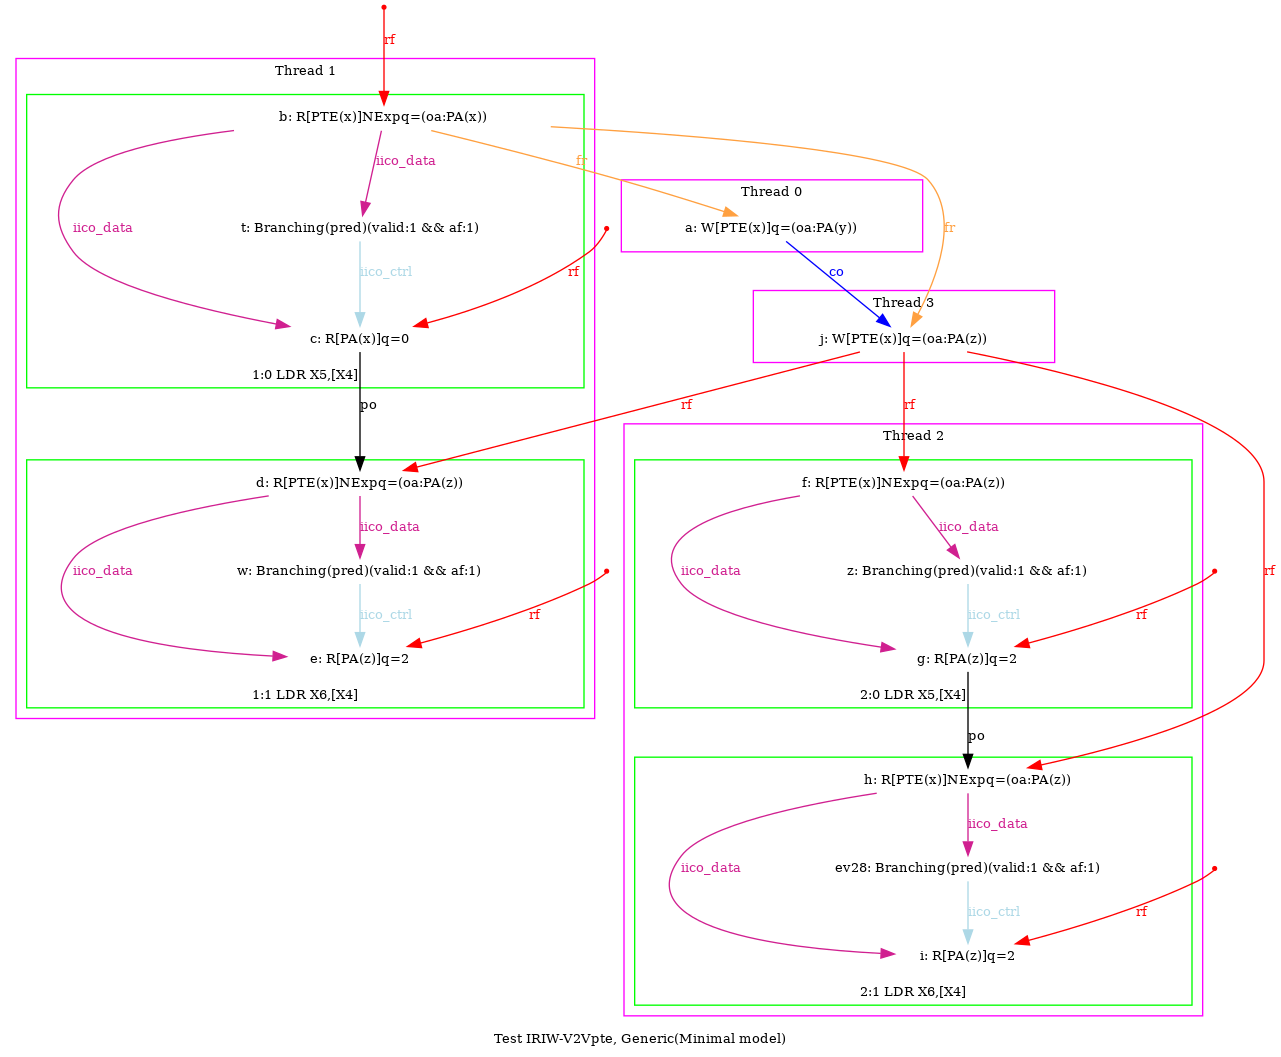 rf
Thread 1
b: R[PTE(x)]NExpq=(oa:PA(x))
iico_data
fr
Thread 0
iico_data
t: Branching(pred)(valid:1 && af:1)
a: W[PTE(x)]q=(oa:PA(y))
fr
iico_ctrl
rf
co
Thread 3
c: R[PA(x)]q=0
j: W[PTE(x)]q=(oa:PA(z))
1:0 LDR X5,[X4]
po
rf
rf
Thread 2
d: R[PTE(x)]NExpq=(oa:PA(z))
f: R[PTE(x)]NExpq=(oa:PA(z))
iico_data
iico_data
iico_data
w: Branching(pred)(valid:1 && af:1)
iico_data
z: Branching(pred)(valid:1 && af:1)
rf
iico_ctrl
rf
iico_ctrl
rf
e: R[PA(z)]q=2
g: R[PA(z)]q=2
1:1 LDR X6,[X4]
2:0 LDR X5,[X4]
po
h: R[PTE(x)]NExpq=(oa:PA(z))
iico_data
iico_data
ev28: Branching(pred)(valid:1 && af:1)
iico_ctrl
rf
i: R[PA(z)]q=2
2:1 LDR X6,[X4]
Test IRIW-V2Vpte, Generic(Minimal model)